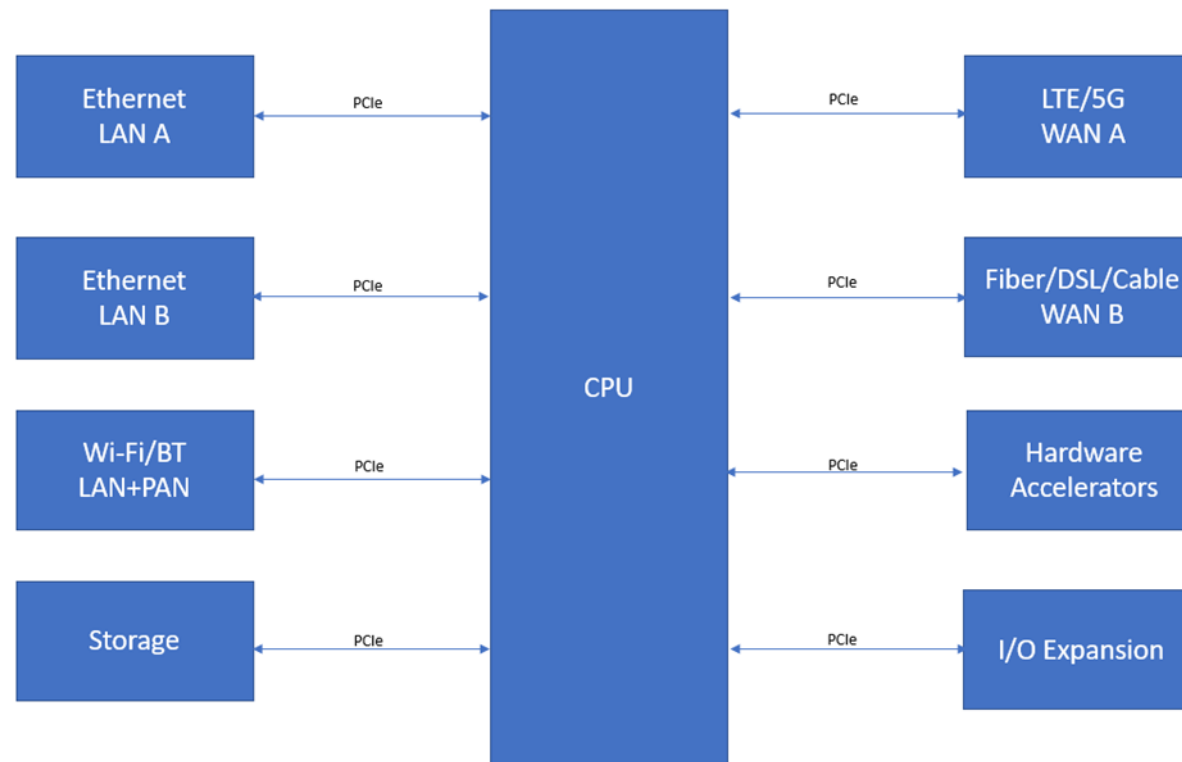 Ethernet
LAN A
PCIe
PCIe
LTE/5G
WAN A
Ethernet
LAN B
PCIe
PCIe
Fiber/DSL/Cable
WAN B
CPU
Wi-Fi/BT
LAN+PAN
PCIe
PCIe
Hardware
Accelerators
Storage
PCIe
PCIe
I/O Expansion